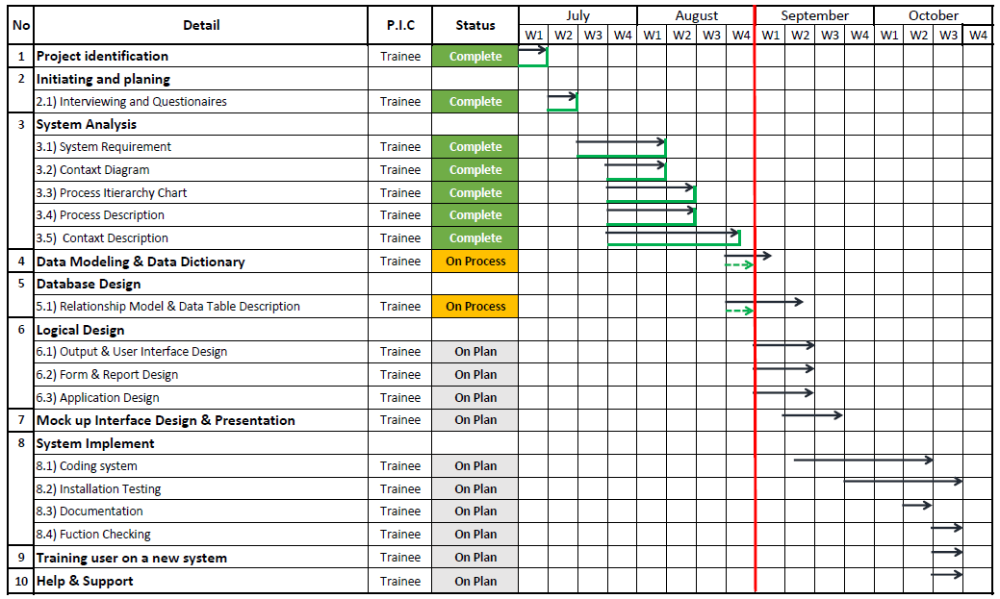 No Detail P.I.C Status July August September October
W1 W2 W3 W4 W1 W2 W3 W4 W1 W2 W3 W4 W1 W2 W3 W4
1 Project identification Trainee Complete
2 Initiating and planing
2.1) Interviewing and Questionaires Trainee Complete
3 System Analysis
3.1) System Requirement Trainee Complete
3.2) Contaxt Diagram Trainee Complete
3.3) Process Itierarchy Chart Trainee Complete
3.4) Process Description Trainee Complete
3.5) Contaxt Description Trainee Complete
4 Data Modeling & Data Dictionary Trainee On Process
5 Database Design
5.1) Relationship Model & Data Table Description Trainee On Process
6 Logical Design
6.1) Output & User Interface Design Trainee On Plan
6.2) Form & Report Design Trainee On Plan
6.3) Application Design Trainee On Plan
7 Mock up Interface Design & Presentation Trainee On Plan
8 System Implement
8.1) Coding system Trainee On Plan
8.2) Installation Testing Trainee On Plan
8.3) Documentation Trainee On Plan
8.4) Fuction Checking Trainee On Plan
9 Training user on a new system Trainee On Plan
10 Help & Support Trainee On Plan